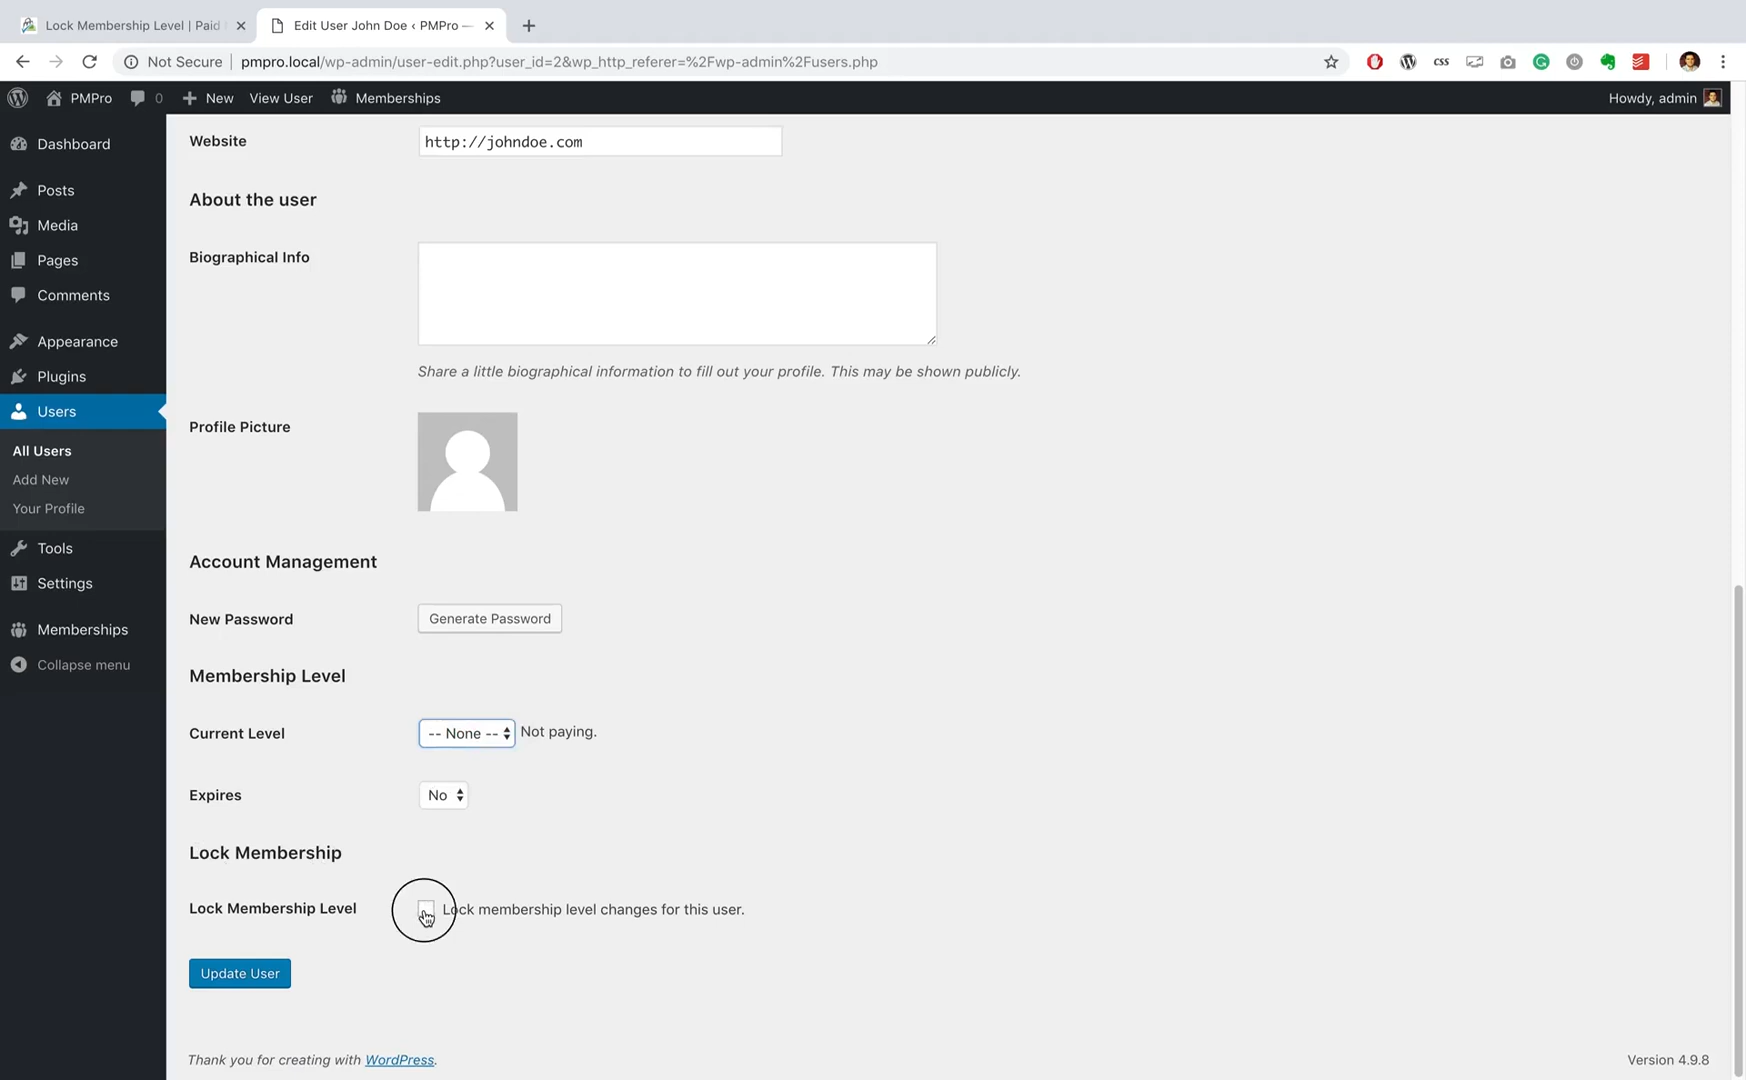 Lock Membership Level | Paid
Edit User John Doe ‹ PMPro —
Not Secure
pmpro.local/wp-admin/user-edit.php?user_id=2&wp_http_referer=%2Fwp-admin%2Fusers.php
css
PMPro
0
New
View User
Memberships
Howdy, admin
Dashboard
Posts
Media
Pages
Comments
Appearance
Plugins
Users
All Users
Add New
Your Profile
Tools
Settings
Memberships
Collapse menu
Website
http://johndoe.com
About the user
Biographical Info
Share a little biographical information to fill out your profile. This may be shown publicly.
Profile Picture
Account Management
New Password
Generate Password
Membership Level
Current Level
-- None --
Not paying.
Expires
No
Lock Membership
Lock Membership Level
Lock membership level changes for this user.
Update User
Thank you for creating with WordPress.
Version 4.9.8